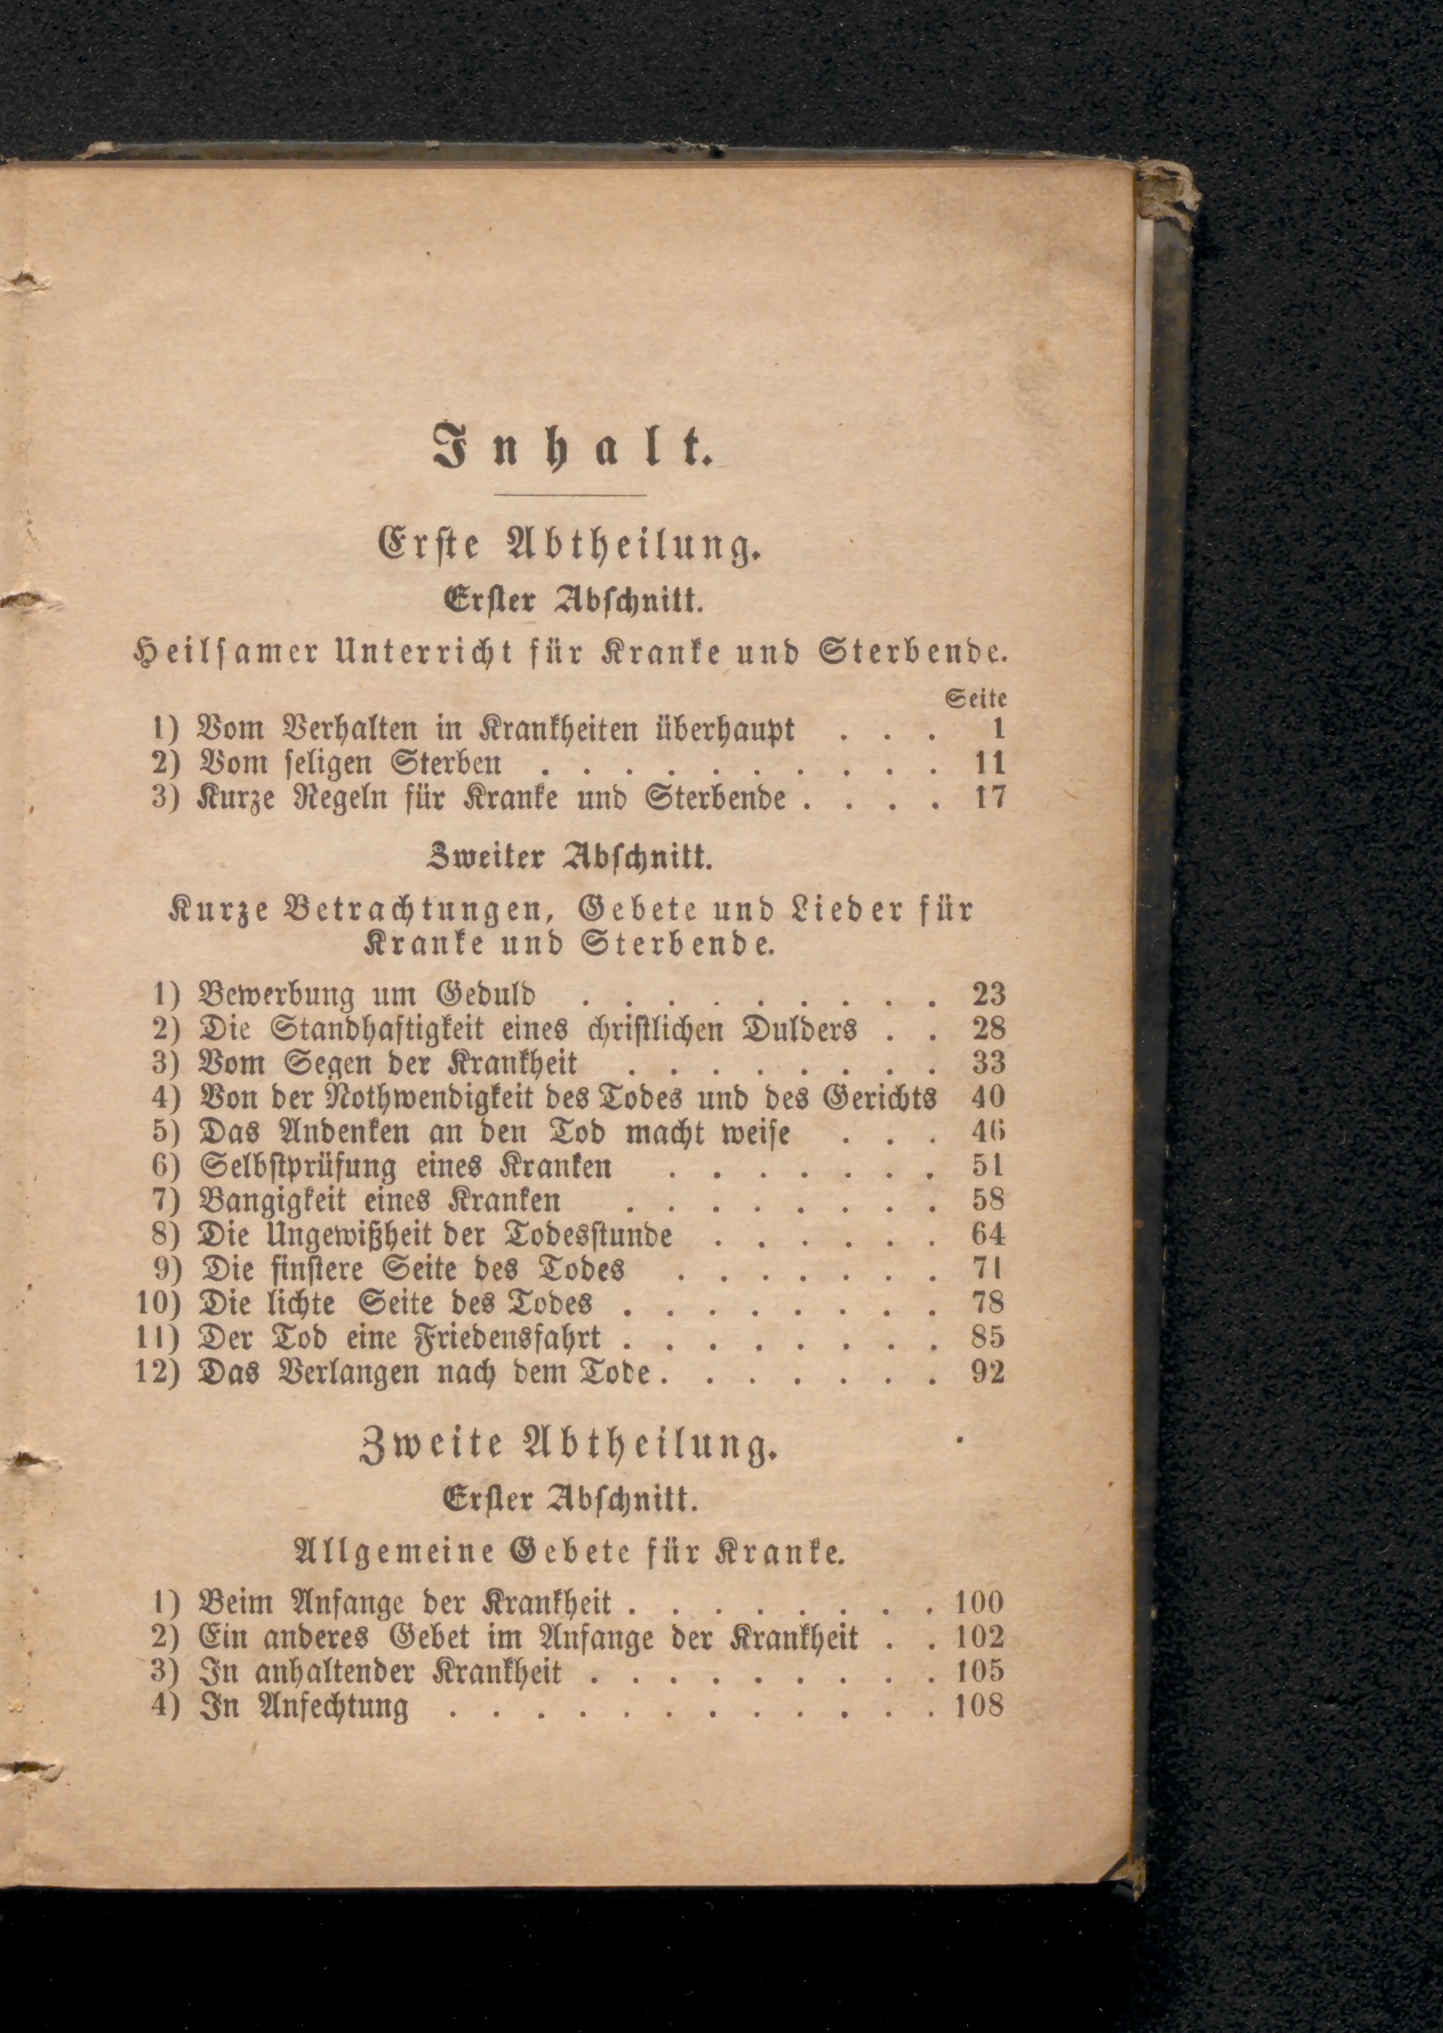 Inhalt.
Erste Abtheilung.
Erster Abschnitt.
Heilsamer Unterricht für Kranke und Sterbende.
Seite
1) Vom Verhalten in Krankheiten überhaupt . . . 1
2) Vom seligen Sterben . . . . . . . . . . 11
3) Kurze Regeln für Kranke und Sterbende . . . . 17
Zweiter Abschnitt.
Kurze Betrachtungen, Gebete und Lieder für
Kranke und Sterbende.
1) Bewerbung um Geduld . . . . . . . . . 23
2) Die Standhaftigkeit eines christlichen Dulders . . 28
3) Vom Segen der Krankheit . . . . . . . . 33
4) Von der Nothwendigkeit des Todes und des Gerichts 40
5) Das Andenken an den Tod macht weise . . . 46
6) Selbstprüfung eines Kranken . . . . . . . 51
7) Bangigkeit eines Kranken . . . . . . . . 58
8) Die Ungewißheit der Todesstunde . . . . . . 64
9) Die finstere Seite des Todes . . . . . . . 71
10) Die lichte Seite des Todes . . . . . . . . 78
11) Der Tod eine Friedensfahrt . . . . . . . . 85
12) Das Verlangen nach dem Tode . . . . . . . 92
Zweite Abtheilung.
Erster Abschnitt.
Allgemeine Gebete für Kranke.
1) Beim Anfange der Krankheit . . . . . . . . 100
2) Ein anderes Gebet im Anfange der Krankheit . . 102
3) In anhaltender Krankheit . . . . . . . . . 105
4) In Anfechtung . . . . . . . . . . . . 108